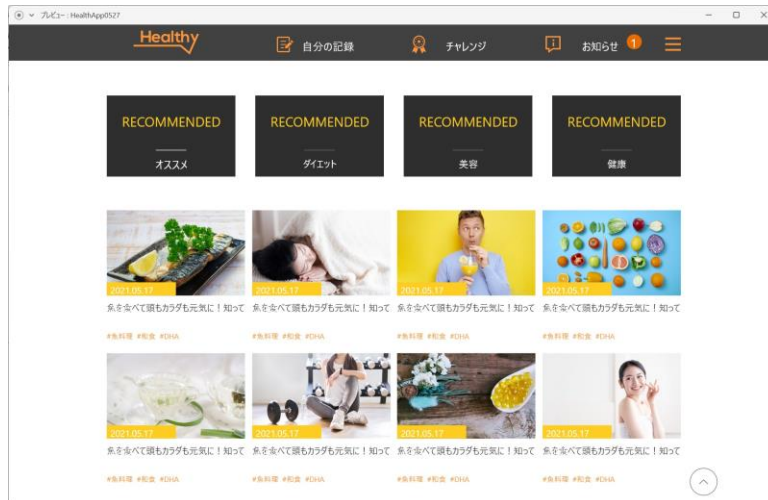 プレビュー : HealthApp0527
Healthy 自分の記録 チャレンジ お知らせ 1
RECOMMENDED RECOMMENDED RECOMMENDED RECOMMENDED
オススメ ダイエット 美容 健康
2021.05.17 2021.05.17 2021.05.17 2021.05.17
魚を食べて頭もカラダも元気に！知って 魚を食べて頭もカラダも元気に！知って 魚を食べて頭もカラダも元気に！知って 魚を食べて頭もカラダも元気に！知って
#魚料理 #和食 #DHA #魚料理 #和食 #DHA #魚料理 #和食 #DHA #魚料理 #和食 #DHA
2021.05.17 2021.05.17 2021.05.17 2021.05.17
魚を食べて頭もカラダも元気に！知って 魚を食べて頭もカラダも元気に！知って 魚を食べて頭もカラダも元気に！知って 魚を食べて頭もカラダも元気に！知って
#魚料理 #和食 #DHA #魚料理 #和食 #DHA #魚料理 #和食 #DHA #魚料理 #和食 #DHA